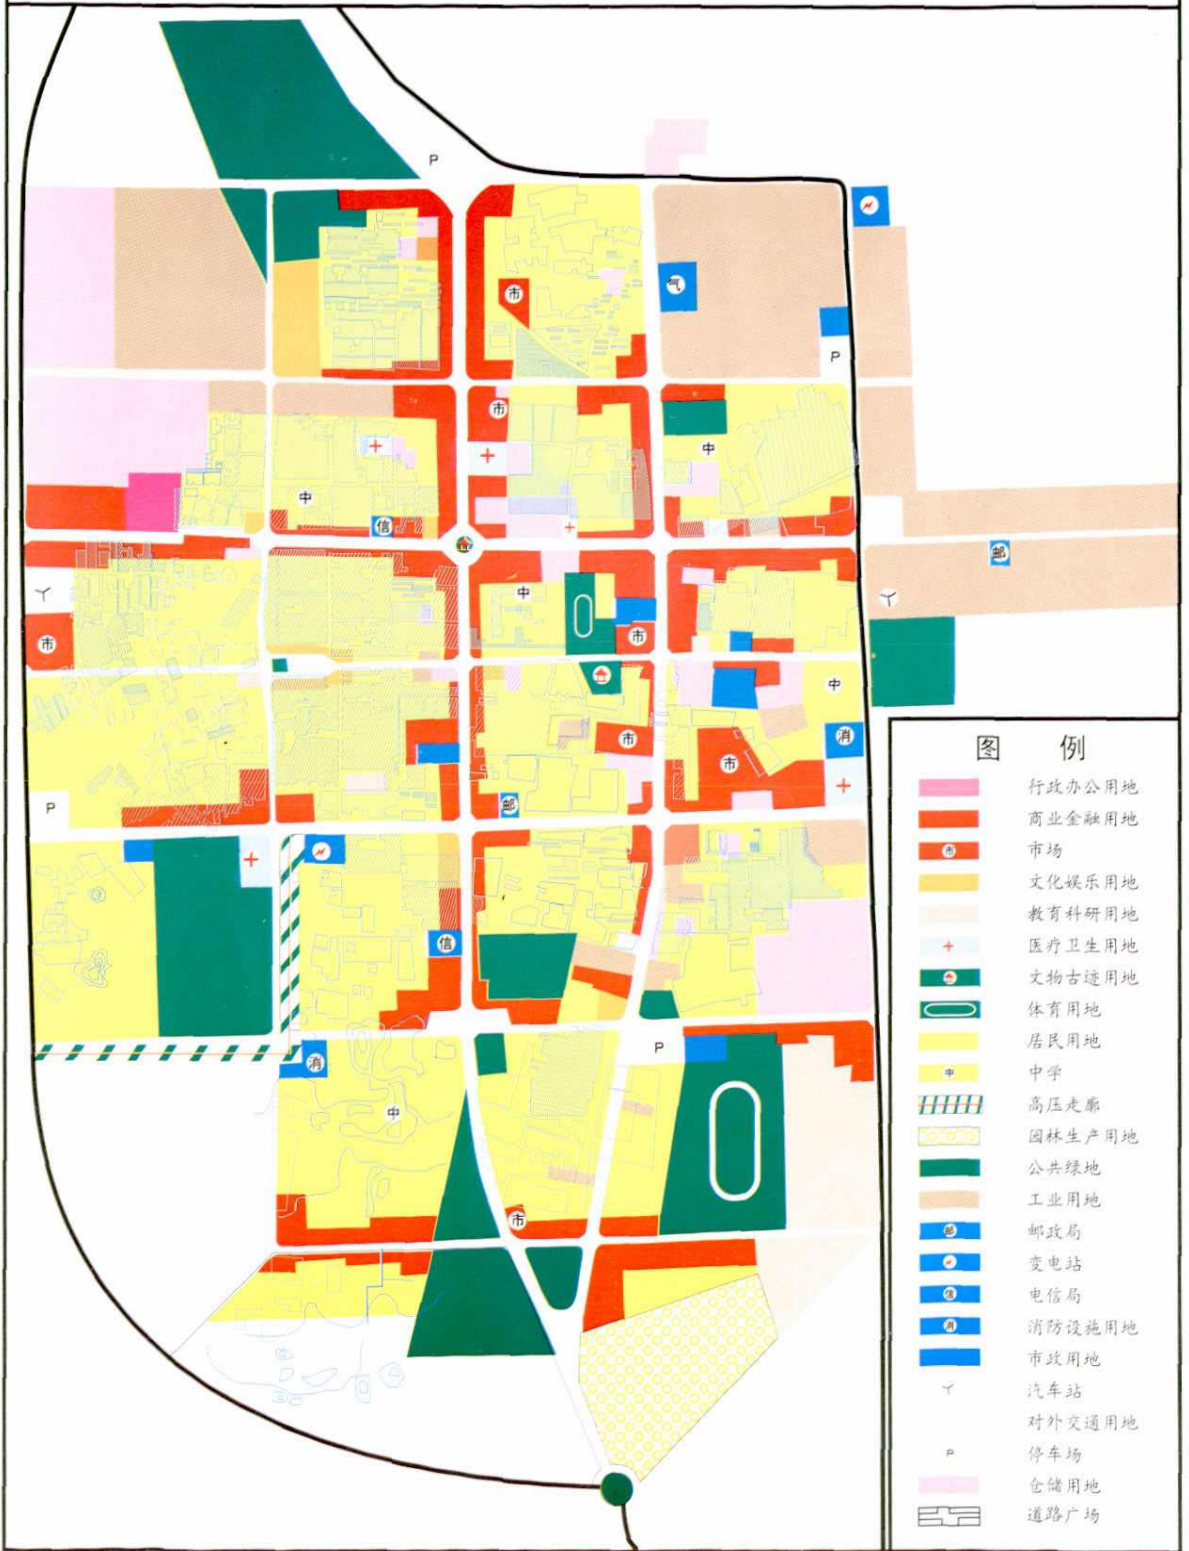 P
气
市
P
市
中
中
信
邮
中
市
市
中
市
消
市
P
邮
信
P
消
中
市
图 例
行政办公用地
商业金融用地
市 市场
文化娱乐用地
教育科研用地
医疗卫生用地
文物古迹用地
体育用地
居民用地
中 中学
高压走廊
园林生产用地
公共绿地
工业用地
邮 邮政局
变电站
信 电信局
消 消防设施用地
市政用地
汽车站
对外交通用地
P 停车场
仓储用地
道路广场